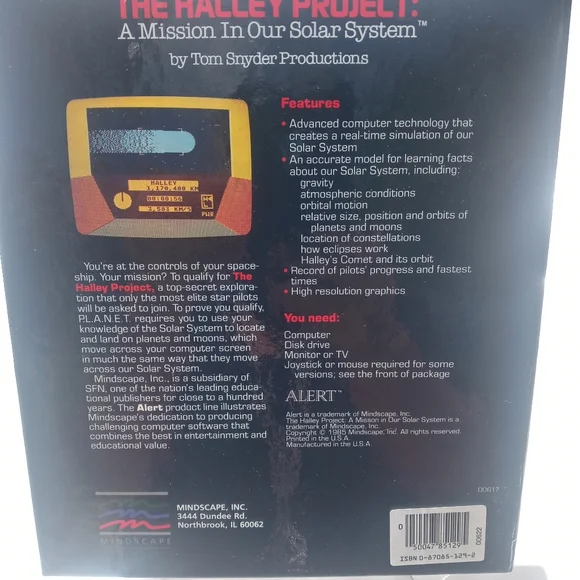 THE HALLEY PROJECT:
A Mission In Our Solar System™
by Tom Snyder Productions
HALLEY
3,170,400 KM
00:00:56
3,581 KM/S
PUB
You're at the controls of your space-
ship. Your mission? To qualify for The
Halley Project, a top-secret explora-
tion that only the most elite star pilots
will be asked to join. To prove you qualify,
P.L.A.N.E.T. requires you to use your
knowledge of the Solar System to locate
and land on planets and moons, which
move across your computer screen
in much the same way that they move
across our Solar System.
Mindscape, Inc., is a subsidiary of
SFN, one of the nation's leading educa-
tional publishers for close to a hundred
years. The Alert product line illustrates
Mindscape's dedication to producing
challenging computer software that
combines the best in entertainment and
educational value.
Features
• Advanced computer technology that
creates a real-time simulation of our
Solar System
• An accurate model for learning facts
about our Solar System, including:
gravity
atmospheric conditions
orbital motion
relative size, position and orbits of
planets and moons
location of constellations
how eclipses work
Halley's Comet and its orbit
• Record of pilots' progress and fastest
times
• High resolution graphics
You need:
Computer
Disk drive
Monitor or TV
Joystick or mouse required for some
versions; see the front of package
ALERT™
Alert is a trademark of Mindscape, Inc.
The Halley Project: A Mission in Our Solar System is a
trademark of Mindscape, Inc.
Copyright © 1985 Mindscape, Inc. All rights reserved.
Printed in the U.S.A.
Manufactured in the U.S.A.
00617
MINDSCAPE
MINDSCAPE, INC.
3444 Dundee Rd.
Northbrook, IL 60062
0
50047"85129
00622
ISBN 0-87065-129-2